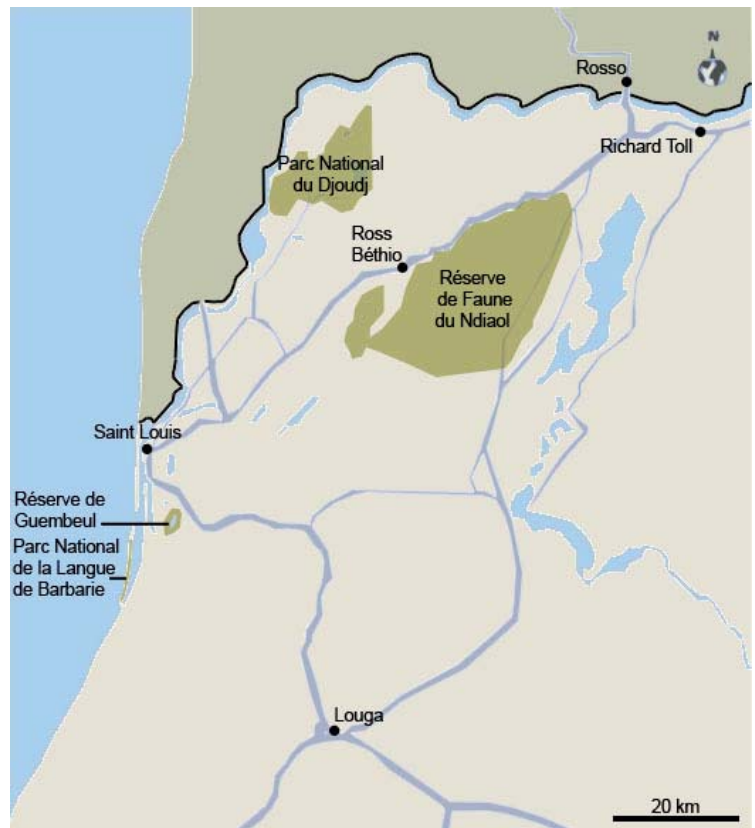 N
Rosso
Richard Toll
Parc National
du Djoudj
Ross
Béthio
Réserve
de Faune
du Ndiaol
Saint Louis
Réserve de
Guembeul
Parc National
de la Langue
de Barbarie
Louga
20 km